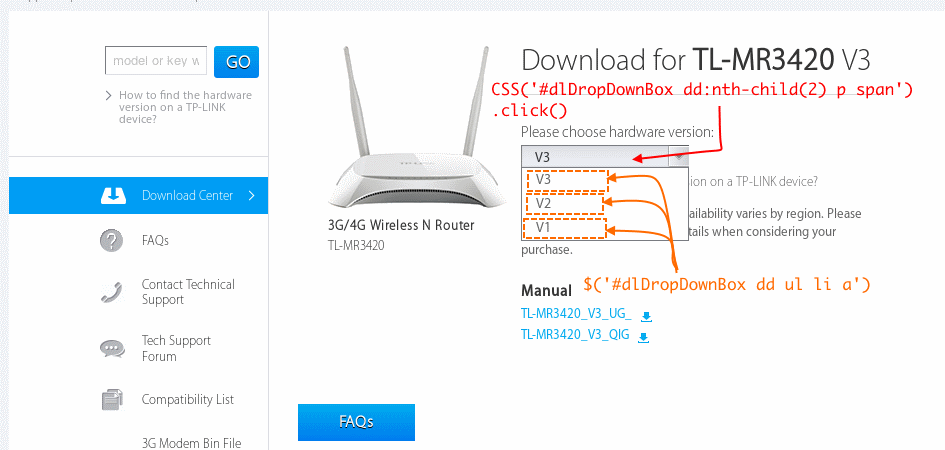 model or key w
GO
How to find the hardware
version on a TP-LINK
device?
Download Center
FAQs
Contact Technical
Support
Tech Support
Forum
Compatibility List
3G Modem Bin File
3G/4G Wireless N Router
TL-MR3420
Download for TL-MR3420 V3
CSS('#dlDropDownBox dd:nth-child(2) p span')
.click()
Please choose hardware version:
V3
V3
sion on a TP-LINK device?
V2
ailability varies by region. Please
V1
tails when considering your
purchase.
$('#dlDropDownBox dd ul li a')
Manual
TL-MR3420_V3_UG_
TL-MR3420_V3_QIG
FAQs